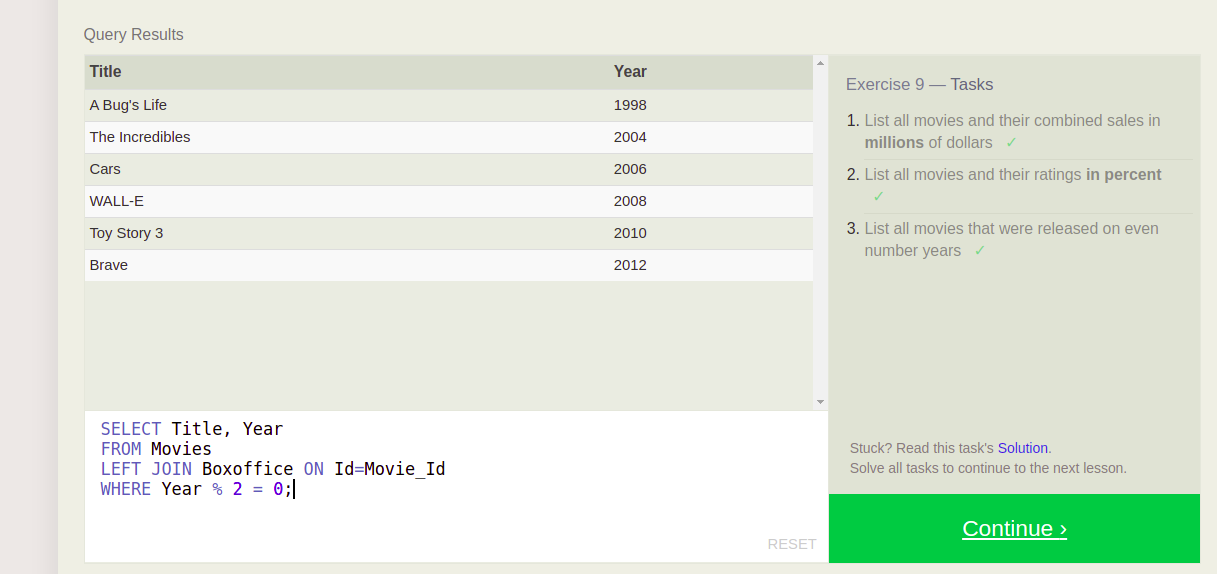 Query Results
Title Year
A Bug's Life 1998
The Incredibles 2004
Cars 2006
WALL-E 2008
Toy Story 3 2010
Brave 2012
SELECT Title, Year
FROM Movies
LEFT JOIN Boxoffice ON Id=Movie_Id
WHERE Year % 2 = 0;
RESET
Exercise 9 — Tasks
1. List all movies and their combined sales in
millions of dollars ✓
2. List all movies and their ratings in percent
✓
3. List all movies that were released on even
number years ✓
Stuck? Read this task's Solution.
Solve all tasks to continue to the next lesson.
Continue ›